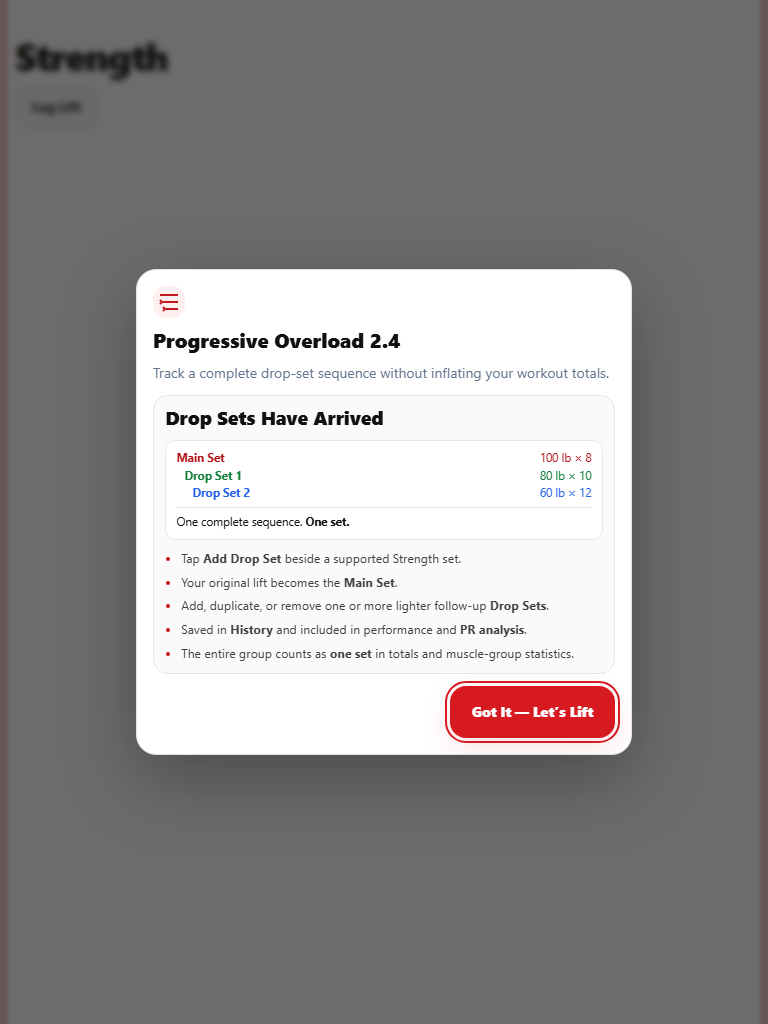 Strength
Log Lift
Progressive Overload 2.4
Track a complete drop-set sequence without inflating your workout totals.
Drop Sets Have Arrived
Main Set 100 lb × 8
Drop Set 1 80 lb × 10
Drop Set 2 60 lb × 12
One complete sequence. One set.
Tap Add Drop Set beside a supported Strength set.
Your original lift becomes the Main Set.
Add, duplicate, or remove one or more lighter follow-up Drop Sets.
Saved in History and included in performance and PR analysis.
The entire group counts as one set in totals and muscle-group statistics.
Got It — Let's Lift